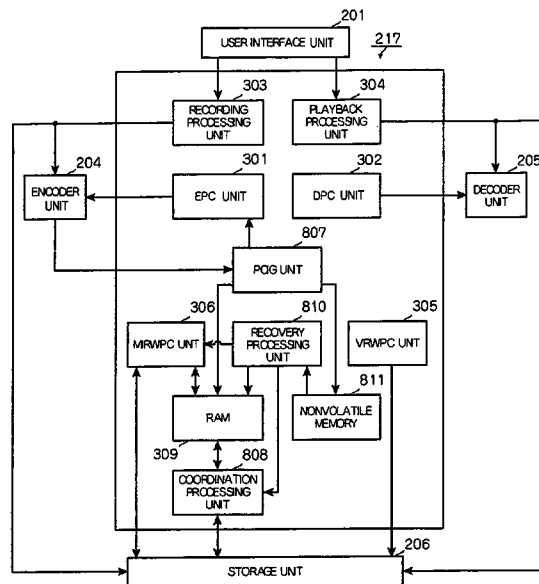 201
USER INTERFACE UNIT
217
303
304
RECORDING
PROCESSING
UNIT
PLAYBACK
PROCESSING
UNIT
204
301
302
205
ENCODER
UNIT
EPC UNIT
DPC UNIT
DECODER
UNIT
807
PCIG UNIT
306
810
305
MIRWPC UNIT
RECOVERY
PROCESSING
UNIT
VRWPC UNIT
811
RAM
NONVOLATILE
MEMORY
309
808
COORDINATION
PROCESSING
UNIT
206
STORAGE UNIT